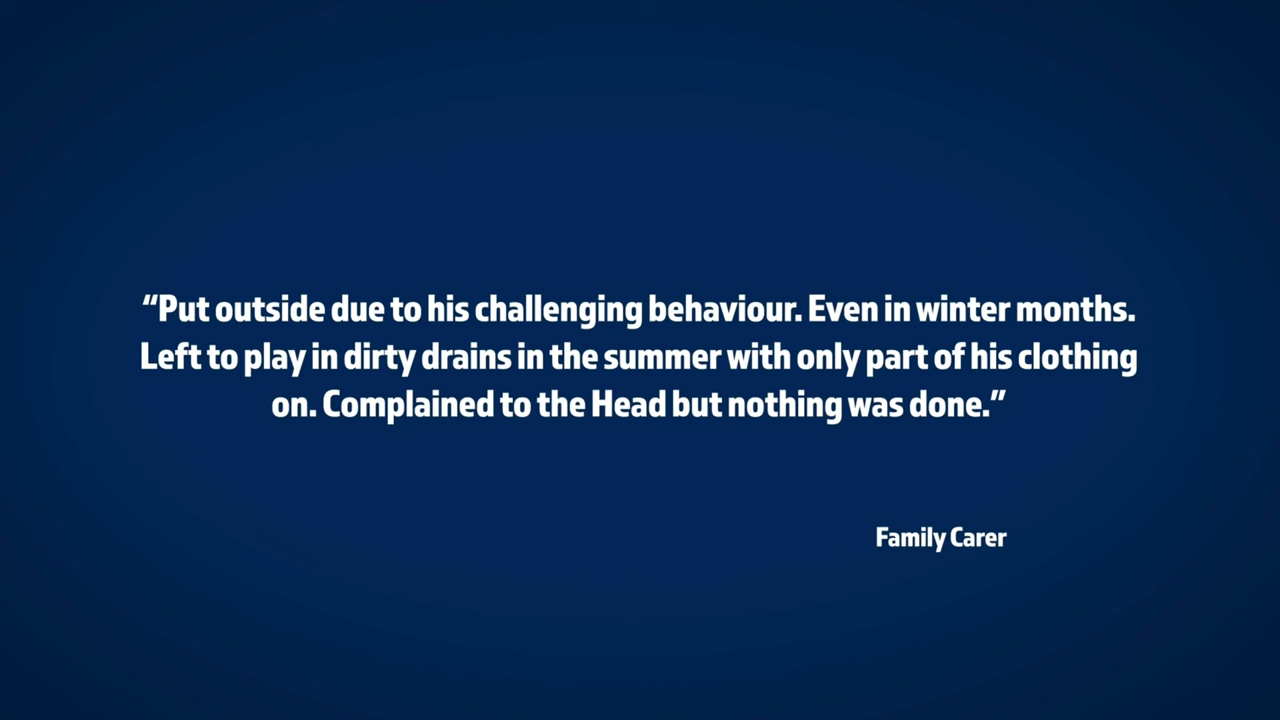 “Put outside due to his challenging behaviour. Even in winter months.
Left to play in dirty drains in the summer with only part of his clothing
on. Complained to the Head but nothing was done.”
Family Carer